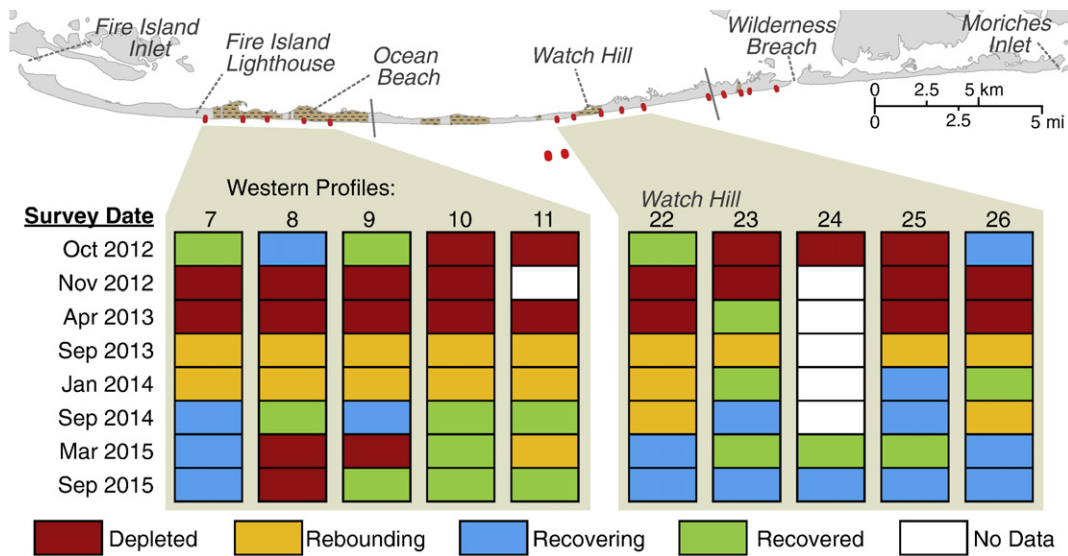 Fire Island
Inlet
Fire Island
Lighthouse
Ocean
Beach
Watch Hill
Wilderness
Breach
Moriches
Inlet
0 2.5 5 km
0 2.5 5 mi
Western Profiles:
Watch Hill
Survey Date 7 8 9 10 11 22 23 24 25 26
Oct 2012
Nov 2012
Apr 2013
Sep 2013
Jan 2014
Sep 2014
Mar 2015
Sep 2015
Depleted Rebounding Recovering Recovered No Data